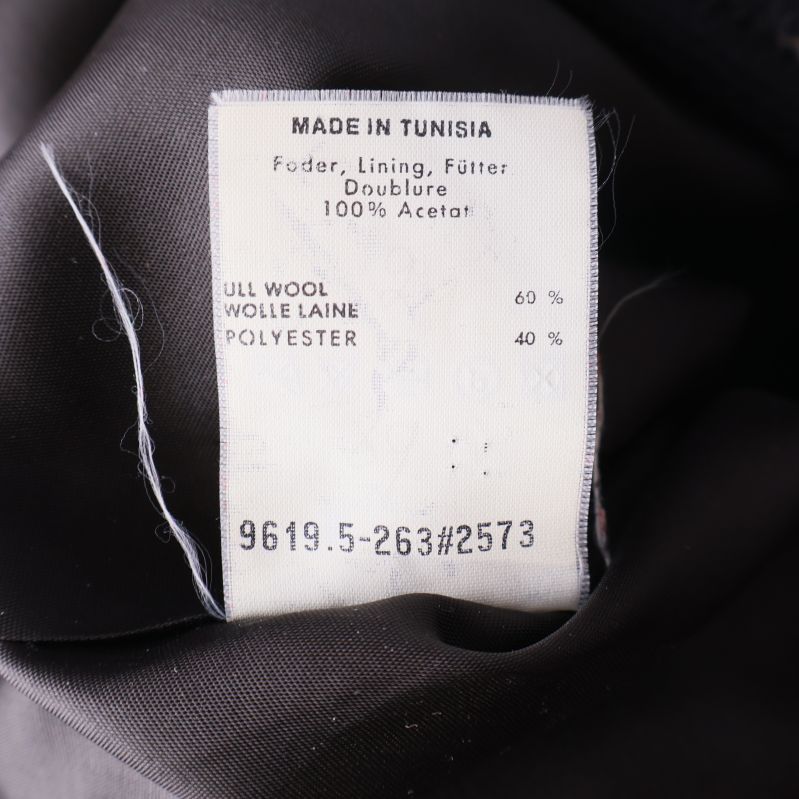 MADE IN TUNISIA
Foder, Lining, Fütter
Doublure
100% Acetat
ULL WOOL 60 %
WOLLE LAINE
POLYESTER 40 %
9619.5-263#2573